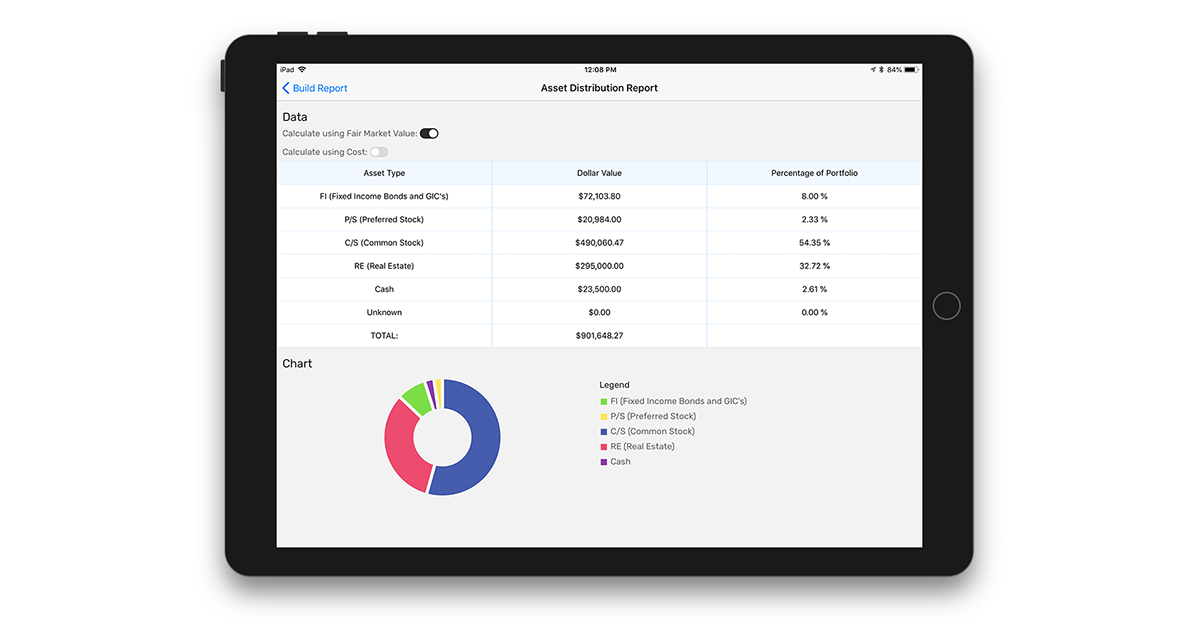 iPad 12:08 PM 84%
Build Report Asset Distribution Report
Data
Calculate using Fair Market Value:
Calculate using Cost:
Asset Type Dollar Value Percentage of Portfolio
FI (Fixed Income Bonds and GIC's) $72,103.80 8.00 %
P/S (Preferred Stock) $20,984.00 2.33 %
C/S (Common Stock) $490,060.47 54.35 %
RE (Real Estate) $295,000.00 32.72 %
Cash $23,500.00 2.61 %
Unknown $0.00 0.00 %
TOTAL: $901,648.27
Chart
Legend
FI (Fixed Income Bonds and GIC's)
P/S (Preferred Stock)
C/S (Common Stock)
RE (Real Estate)
Cash